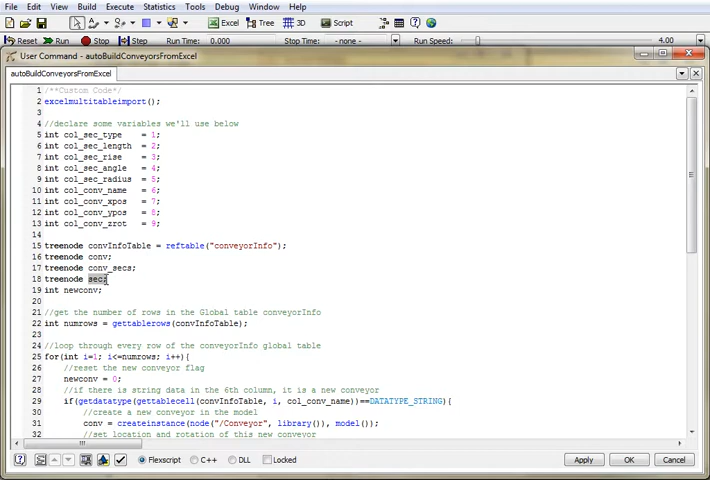 File Edit View Build Execute Statistics Tools Debug Window Help
Excel Tree 3D Script
Reset Run Stop Step Run Time: 0.000 Stop Time: - none - Run Speed: 4.00
User Command - autoBuildConveyorsFromExcel
autoBuildConveyorsFromExcel
1 /**Custom Code*/
2 excelmultitableimport();
3
4 //declare some variables we'll use below
5 int col_sec_type = 1;
6 int col_sec_length = 2;
7 int col_sec_rise = 3;
8 int col_sec_angle = 4;
9 int col_sec_radius = 5;
10 int col_conv_name = 6;
11 int col_conv_xpos = 7;
12 int col_conv_ypos = 8;
13 int col_conv_zrot = 9;
14
15 treenode convInfoTable = reftable("conveyorInfo");
16 treenode conv;
17 treenode conv_secs;
18 treenode sec;
19 int newconv;
20
21 //get the number of rows in the Global table conveyorInfo
22 int numrows = gettablerows(convInfoTable);
23
24 //loop through every row of the conveyorInfo global table
25 for(int i=1; i<=numrows; i++){
26 //reset the new conveyor flag
27 newconv = 0;
28 //if there is string data in the 6th column, it is a new conveyor
29 if(getdatatype(gettablecell(convInfoTable, i, col_conv_name))==DATATYPE_STRING){
30 //create a new conveyor in the model
31 conv = createinstance(node("/Conveyor", library()), model());
32 //set location and rotation of this new conveyor
Flexscript C++ DLL Locked Apply OK Cancel